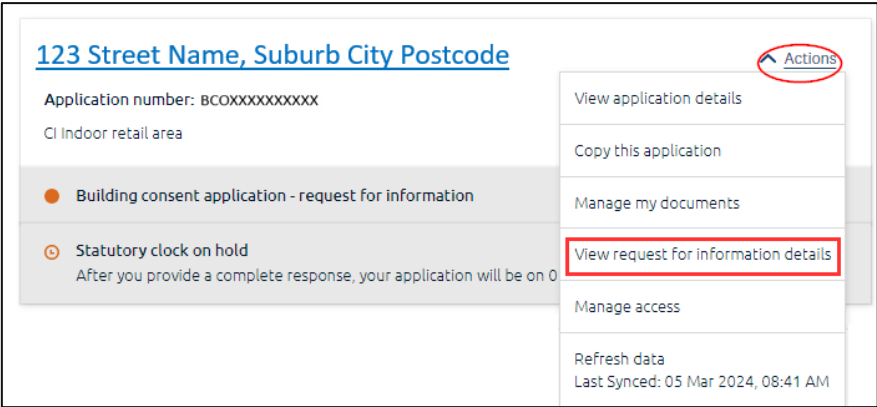 123 Street Name, Suburb City Postcode
Actions
Application number: BCOXXXXXXXXXX
CI Indoor retail area
Building consent application - request for information
Statutory clock on hold
After you provide a complete response, your application will be on 0
View application details
Copy this application
Manage my documents
View request for information details
Manage access
Refresh data
Last Synced: 05 Mar 2024, 08:41 AM